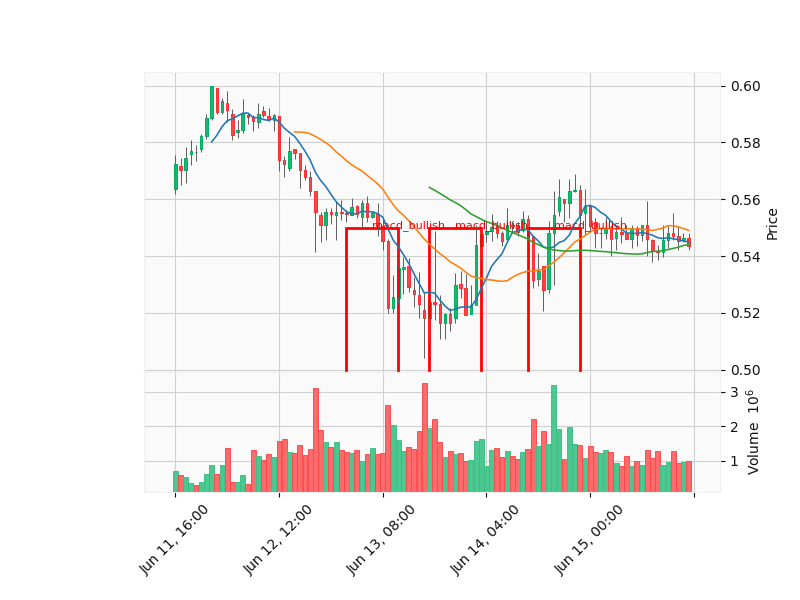 0.60
0.58
0.56
macd_bullish macd_bullish macd_bullish
0.54
0.52
0.50
Price
3
2
1
Volume 10⁶
Jun 11, 16:00
Jun 12, 12:00
Jun 13, 08:00
Jun 14, 04:00
Jun 15, 00:00